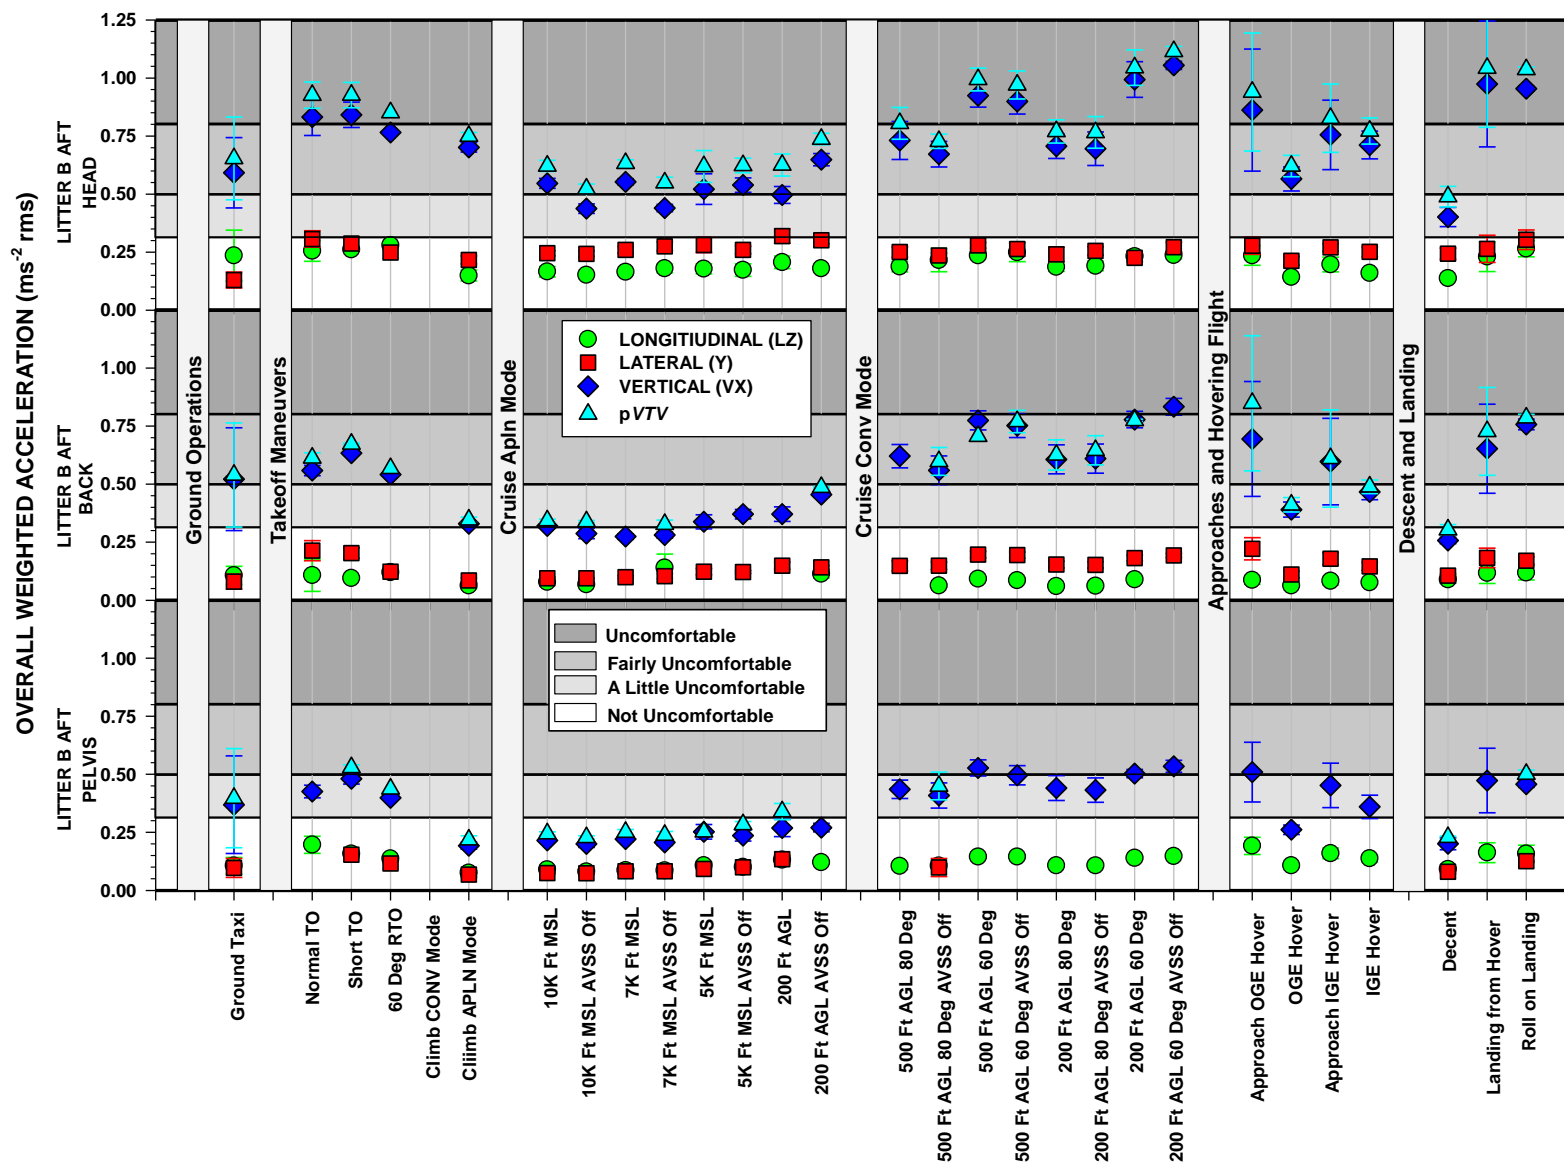 OVERALL WEIGHTED ACCELERATION (ms-2 rms)
LITTER B AFT
HEAD
1.25
1.00
0.75
0.50
0.25
0.00
LITTER B AFT
BACK
1.00
0.75
0.50
0.25
0.00
LITTER B AFT
PELVIS
1.00
0.75
0.50
0.25
0.00
Ground Operations
Takeoff Maneuvers
Cruise Apln Mode
Cruise Conv Mode
Approaches and Hovering Flight
Descent and Landing
LONGITIUDINAL (LZ)
LATERAL (Y)
VERTICAL (VX)
pVTV
Uncomfortable
Fairly Uncomfortable
A Little Uncomfortable
Not Uncomfortable
Ground Taxi
Normal TO
Short TO
60 Deg RTO
Climb CONV Mode
Cliimb APLN Mode
10K Ft MSL
10K Ft MSL AVSS Off
7K Ft MSL
7K Ft MSL AVSS Off
5K Ft MSL
5K Ft MSL AVSS Off
200 Ft AGL
200 Ft AGL AVSS Off
500 Ft AGL 80 Deg
500 Ft AGL 80 Deg AVSS Off
500 Ft AGL 60 Deg
500 Ft AGL 60 Deg AVSS Off
200 Ft AGL 80 Deg
200 Ft AGL 80 Deg AVSS Off
200 Ft AGL 60 Deg
200 Ft AGL 60 Deg AVSS Off
Approach OGE Hover
OGE Hover
Approach IGE Hover
IGE Hover
Decent
Landing from Hover
Roll on Landing